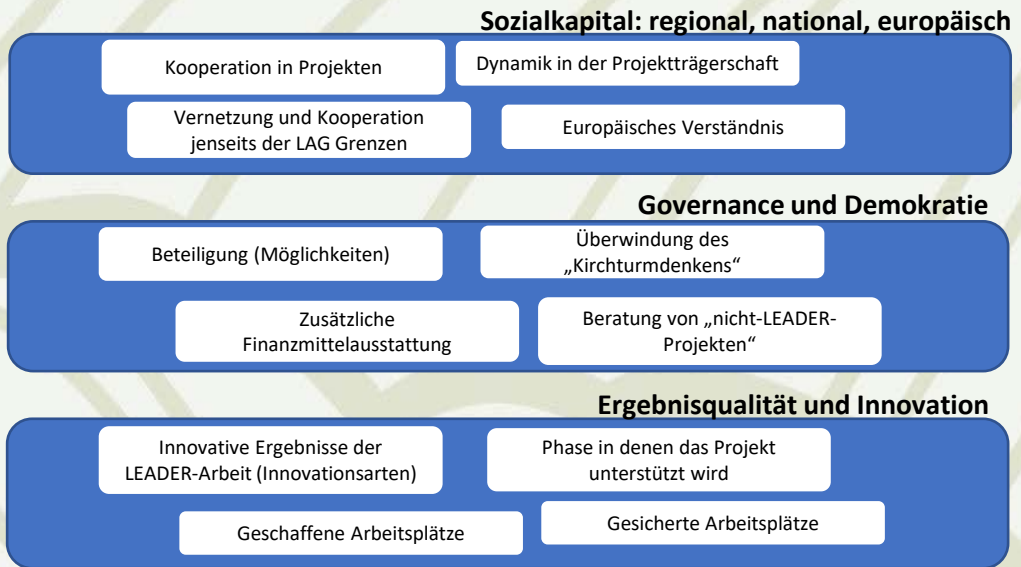 Sozialkapital: regional, national, europäisch
Kooperation in Projekten
Dynamik in der Projektträgerschaft
Vernetzung und Kooperation
jenseits der LAG Grenzen
Europäisches Verständnis
Governance und Demokratie
Beteiligung (Möglichkeiten)
Überwindung des
„Kirchturmdenkens“
Zusätzliche
Finanzmittelausstattung
Beratung von „nicht-LEADER-
Projekten“
Ergebnisqualität und Innovation
Innovative Ergebnisse der
LEADER-Arbeit (Innovationsarten)
Phase in denen das Projekt
unterstützt wird
Geschaffene Arbeitsplätze
Gesicherte Arbeitsplätze